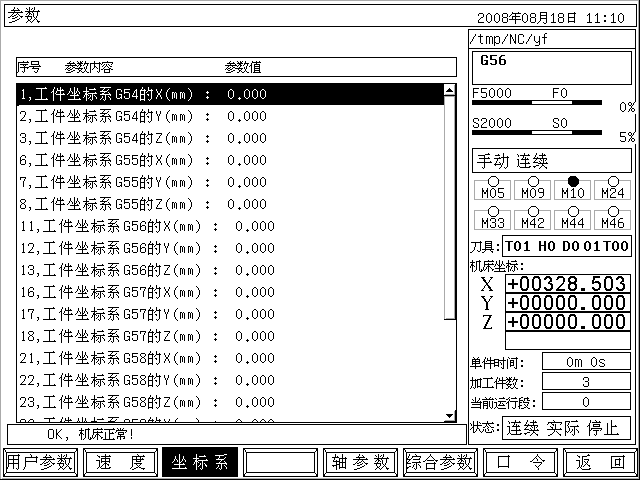 参数
2008年08月18日 11:10
/tmp/NC/yf
序号 参数内容 参数值
G56
1,工件坐标系G54的X(mm) : 0.000
2,工件坐标系G54的Y(mm) : 0.000
3,工件坐标系G54的Z(mm) : 0.000
6,工件坐标系G55的X(mm) : 0.000
7,工件坐标系G55的Y(mm) : 0.000
8,工件坐标系G55的Z(mm) : 0.000
11,工件坐标系G56的X(mm) : 0.000
12,工件坐标系G56的Y(mm) : 0.000
13,工件坐标系G56的Z(mm) : 0.000
16,工件坐标系G57的X(mm) : 0.000
17,工件坐标系G57的Y(mm) : 0.000
18,工件坐标系G57的Z(mm) : 0.000
21,工件坐标系G58的X(mm) : 0.000
22,工件坐标系G58的Y(mm) : 0.000
23,工件坐标系G58的Z(mm) : 0.000
OK, 机床正常!
F5000 F0
0%
S2000 S0
5%
手动 连续
M05 M09 M10 M24
M33 M42 M44 M46
刀具: T01 H0 D0 01T00
机床坐标:
X +00328.503
Y +00000.000
Z +00000.000
单件时间: 0m 0s
加工件数: 3
当前运行段: 0
状态: 连续 实际 停止
用户参数 速 度 坐标系 轴参数 综合参数 口 令 返 回